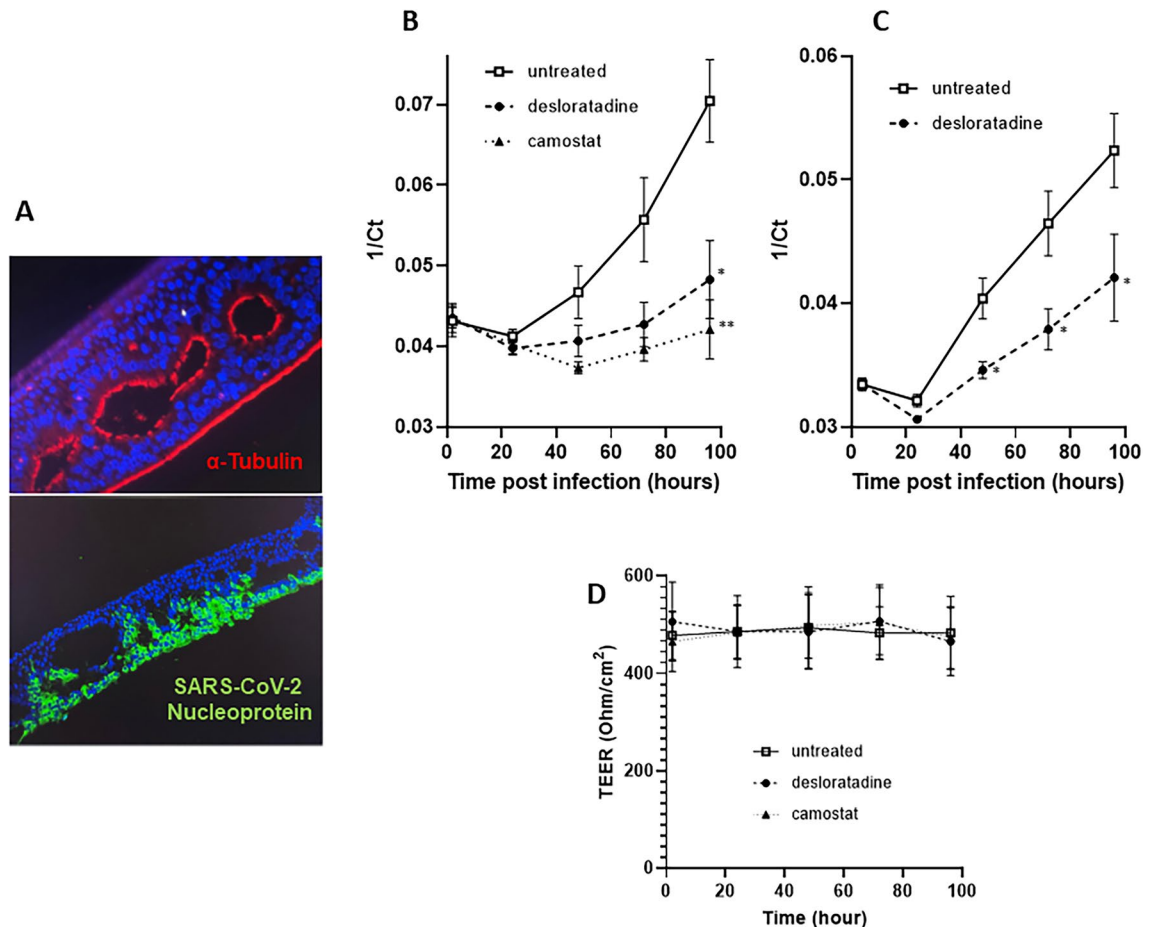 A
α-Tubulin
SARS-CoV-2
Nucleoprotein
B
untreated
desloratadine
camostat
0.07
0.06
0.05
0.04
0.03
1/Ct
*
**
0 20 40 60 80 100
Time post infection (hours)
C
untreated
desloratadine
0.06
0.05
0.04
0.03
1/Ct
*
*
*
0 20 40 60 80 100
Time post infection (hours)
D
600
400
200
0
TEER (Ohm/cm²)
untreated
desloratadine
camostat
0 20 40 60 80 100
Time (hour)